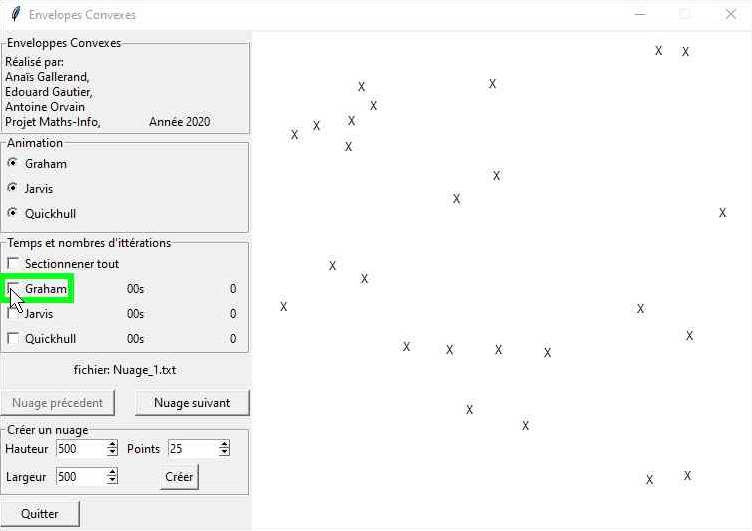 Envelopes Convexes
Enveloppes Convexes
Réalisé par:
Anaïs Gallerand,
Edouard Gautier,
Antoine Orvain
Projet Maths-Info, Année 2020
Animation
Graham
Jarvis
Quickhull
Temps et nombres d'ittérations
Sectionnener tout
Graham 00s 0
Jarvis 00s 0
Quickhull 00s 0
fichier: Nuage_1.txt
Nuage précedent Nuage suivant
Créer un nuage
Hauteur 500 Points 25
Largeur 500 Créer
Quitter